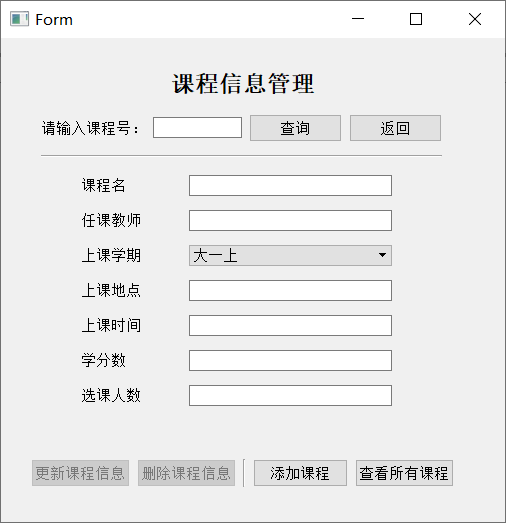 Form
课程信息管理
请输入课程号： 查询 返回
课程名
任课教师
上课学期 大一上
上课地点
上课时间
学分数
选课人数
更新课程信息 删除课程信息 添加课程 查看所有课程